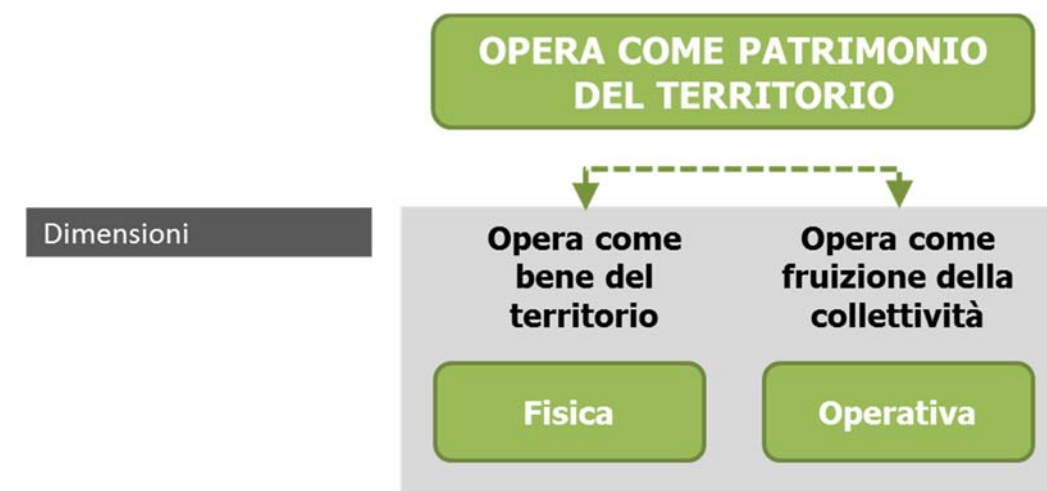 OPERA COME PATRIMONIO
DEL TERRITORIO
Dimensioni
Opera come
bene del
territorio
Opera come
fruizione della
collettività
Fisica
Operativa